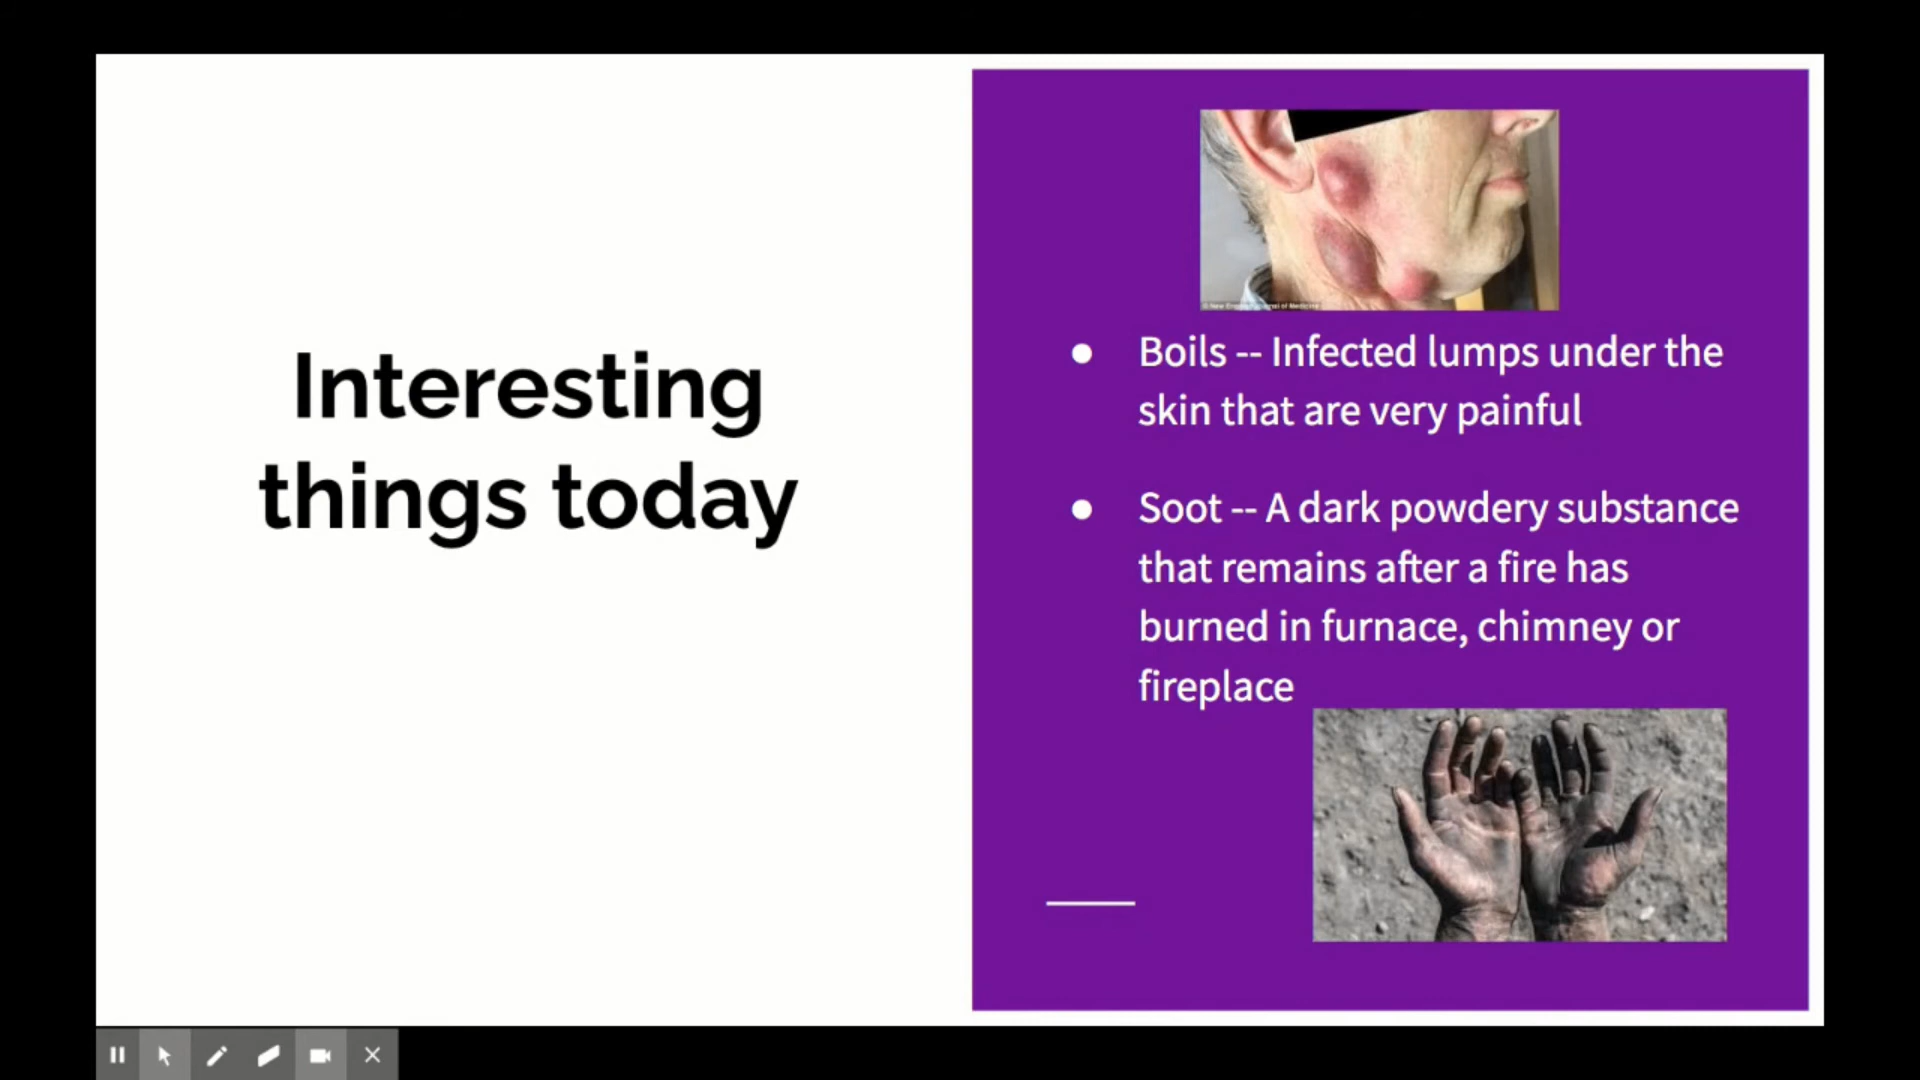 Interesting
things today
Boils -- Infected lumps under the
skin that are very painful
Soot -- A dark powdery substance
that remains after a fire has
burned in furnace, chimney or
fireplace